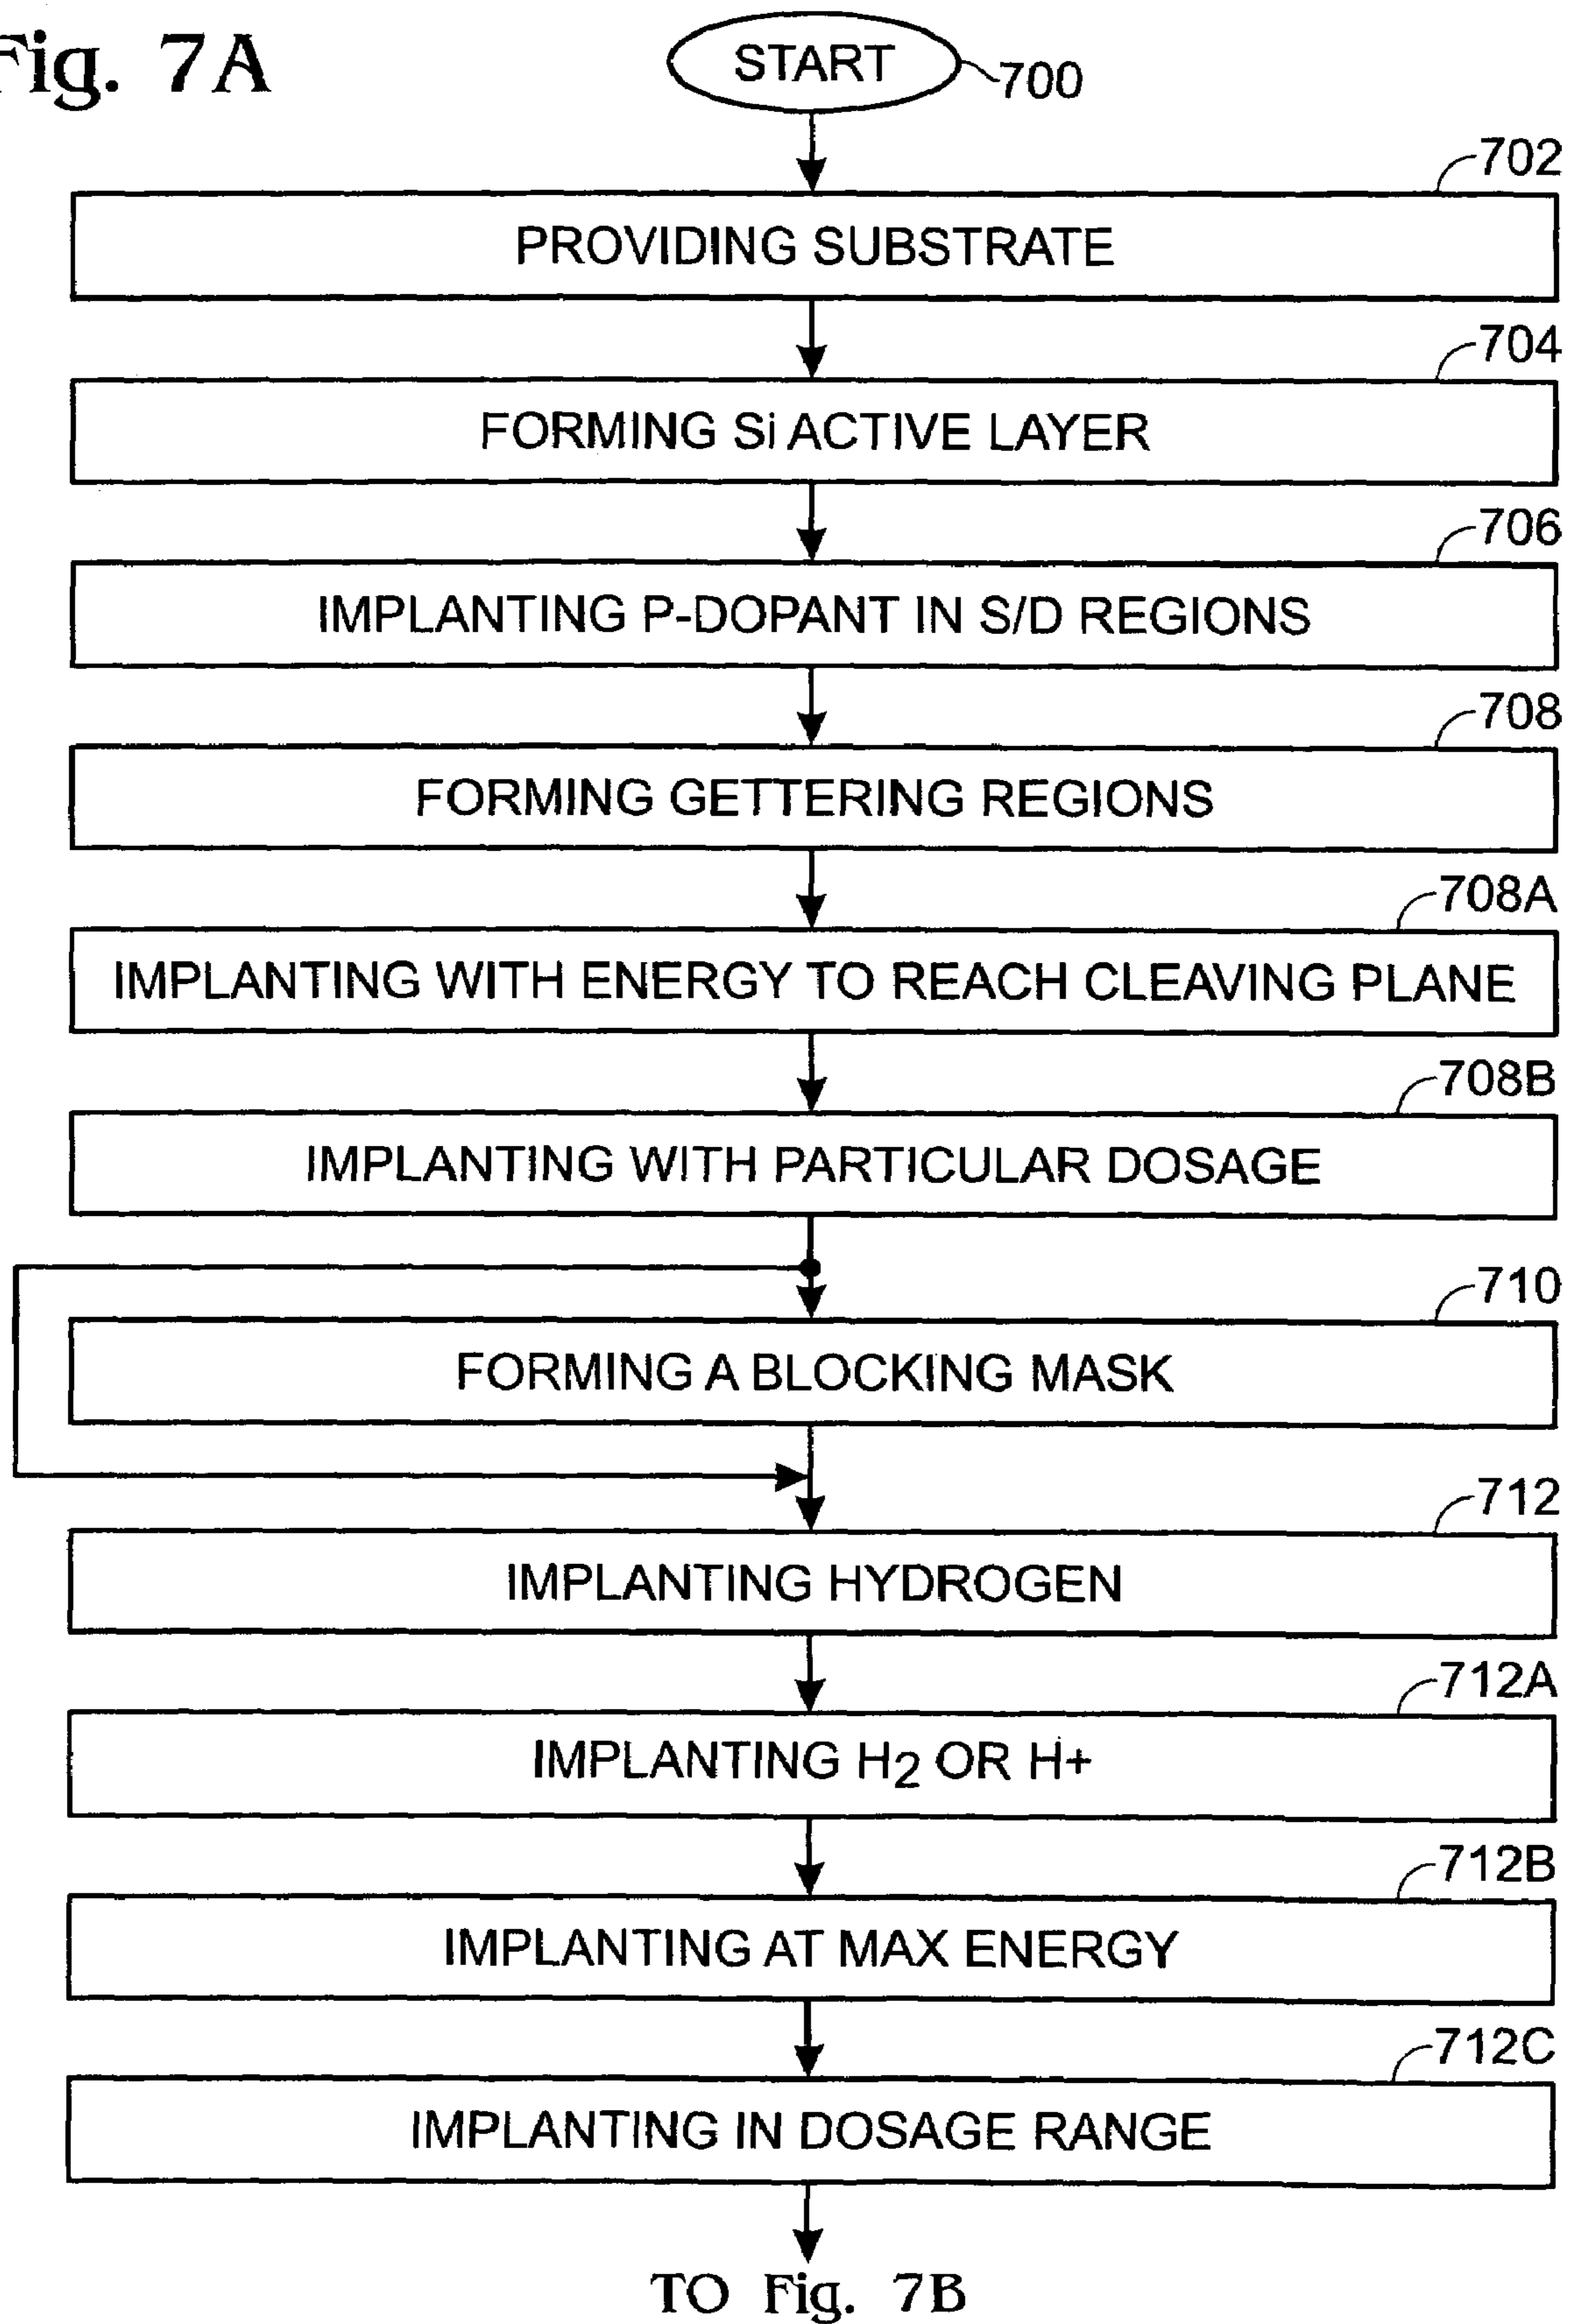 Fig. 7A
START
700
702
PROVIDING SUBSTRATE
704
FORMING Si ACTIVE LAYER
706
IMPLANTING P-DOPANT IN S/D REGIONS
708
FORMING GETTERING REGIONS
708A
IMPLANTING WITH ENERGY TO REACH CLEAVING PLANE
708B
IMPLANTING WITH PARTICULAR DOSAGE
710
FORMING A BLOCKING MASK
712
IMPLANTING HYDROGEN
712A
IMPLANTING H2 OR H+
712B
IMPLANTING AT MAX ENERGY
712C
IMPLANTING IN DOSAGE RANGE
TO Fig. 7B